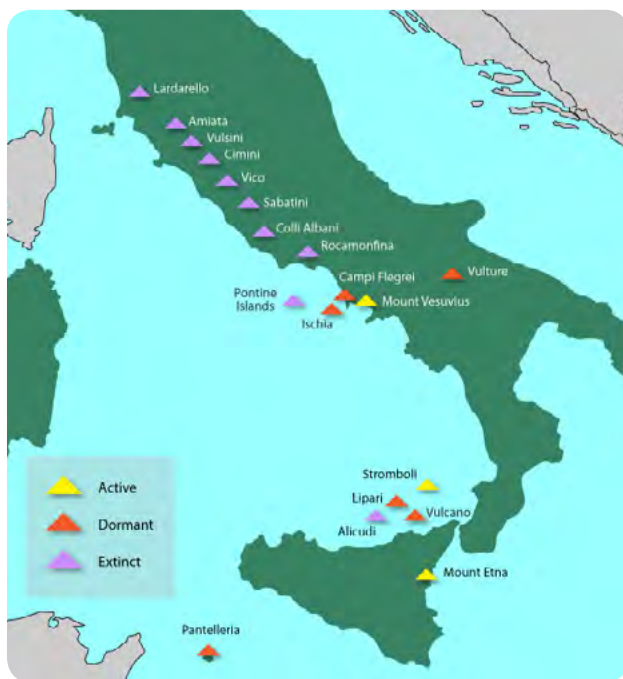 Lardarello
Amiata
Vulsini
Cimini
Vico
Sabatini
Colli Albani
Rocamonfina
Campi Flegrei
Vulture
Pontine
Islands
Mount Vesuvius
Ischia
Stromboli
Lipari
Vulcano
Alicudi
Active
Dormant
Extinct
Mount Etna
Pantelleria